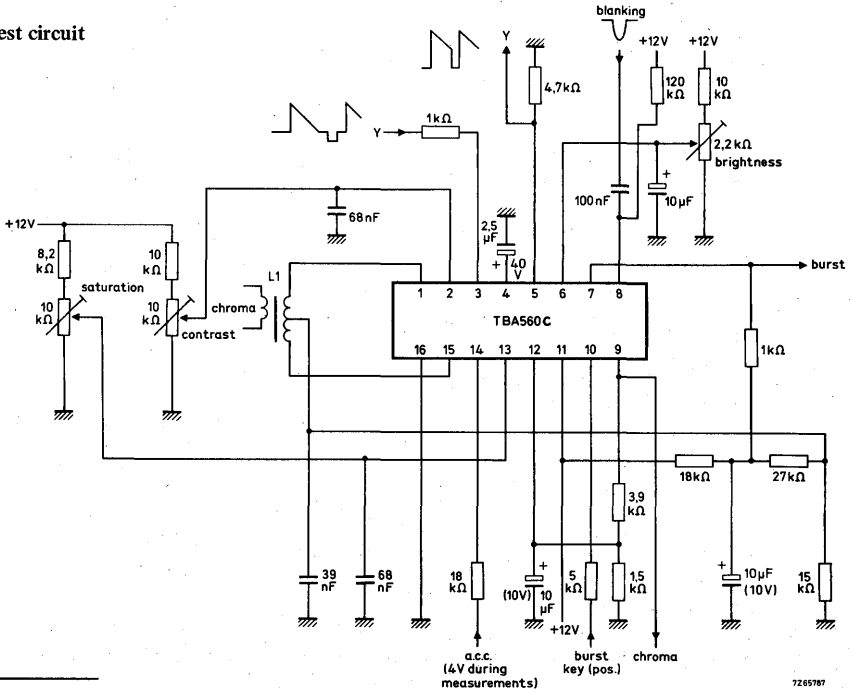 est circuit
blanking
+12V
+12V
Y
4,7kΩ
120
kΩ
10
kΩ
1kΩ
Y
2,2kΩ
brightness
+
100nF
10µF
68nF
2,5
µF
+
40
V
+12V
8,2
kΩ
10
kΩ
saturation
10
kΩ
10
kΩ
contrast
L1
chroma
burst
1 2 3 4 5 6 7 8
TBA560C
16 15 14 13 12 11 10 9
1kΩ
18kΩ
27kΩ
3,9
kΩ
39
nF
68
nF
18
kΩ
+
(10V)
10
µF
5
kΩ
1,5
kΩ
+
10µF
(10V)
15
kΩ
+12V
a.c.c.
(4V during
measurements)
burst
key (pos.)
chroma
7Z65787